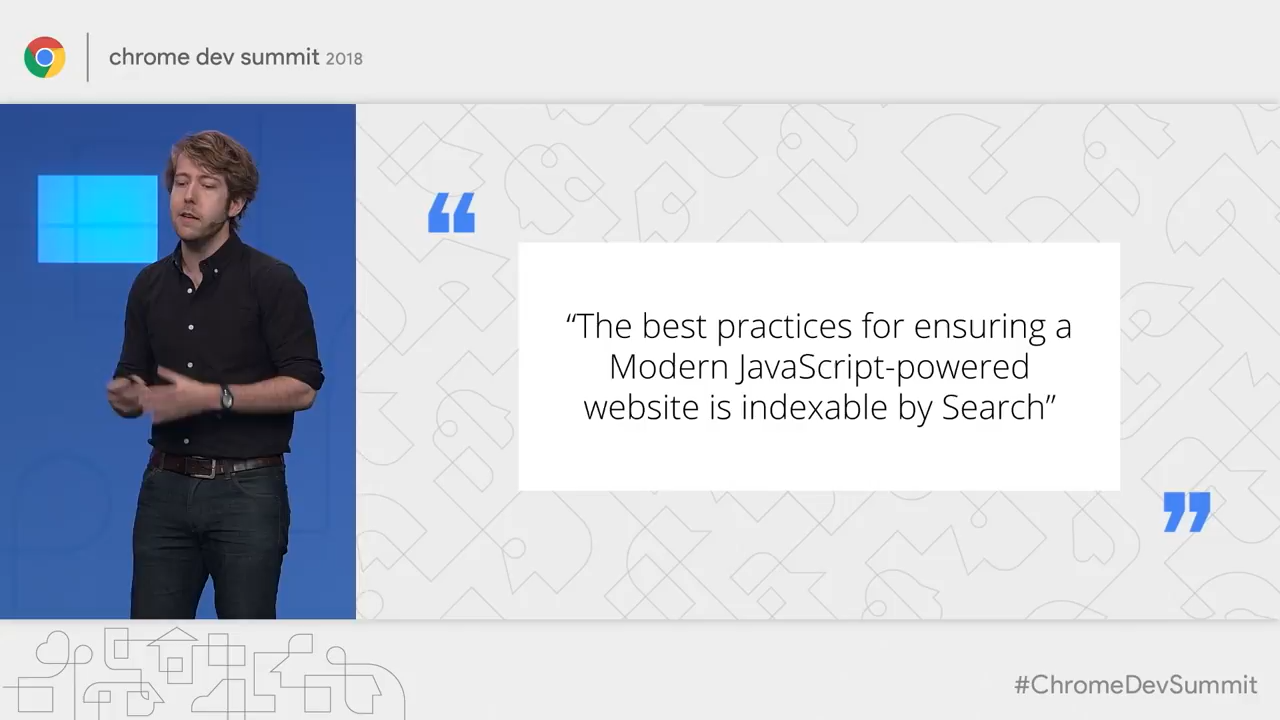 chrome dev summit 2018
“The best practices for ensuring a
Modern JavaScript-powered
website is indexable by Search”
#ChromeDevSummit